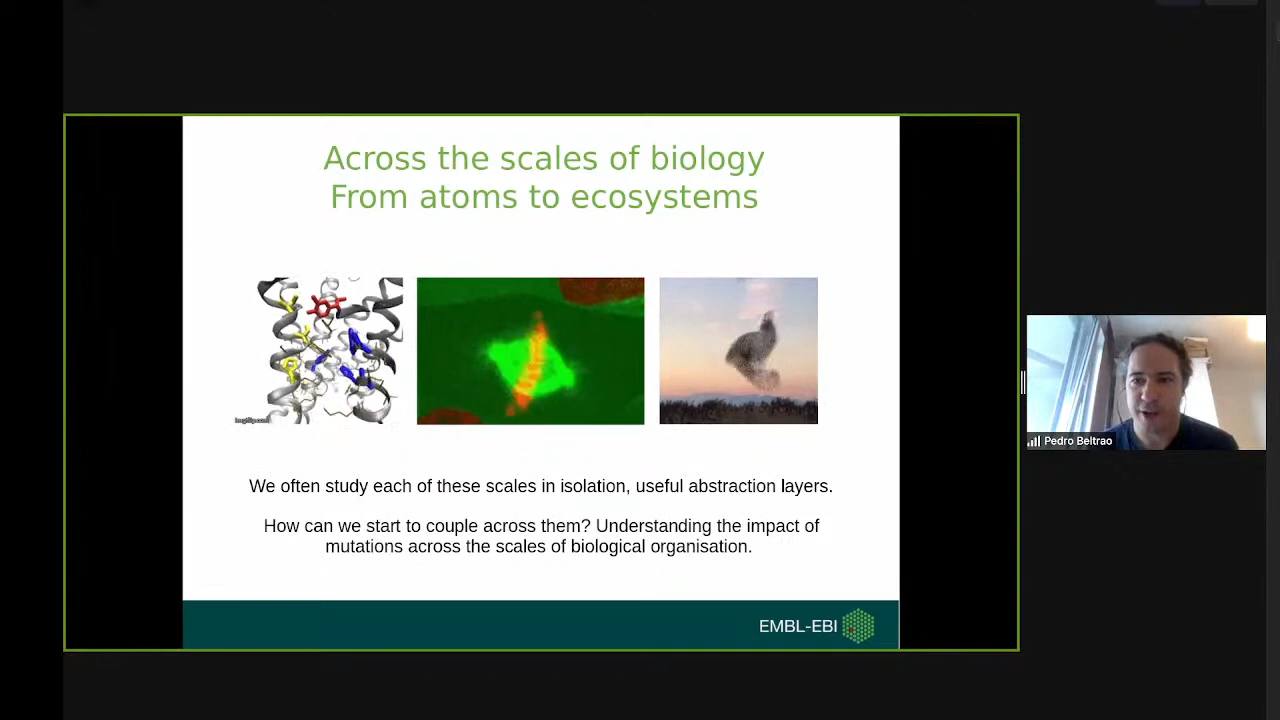 Across the scales of biology
From atoms to ecosystems
imgflip.com
We often study each of these scales in isolation, useful abstraction layers.
How can we start to couple across them? Understanding the impact of
mutations across the scales of biological organisation.
EMBL-EBI
Pedro Beltrao